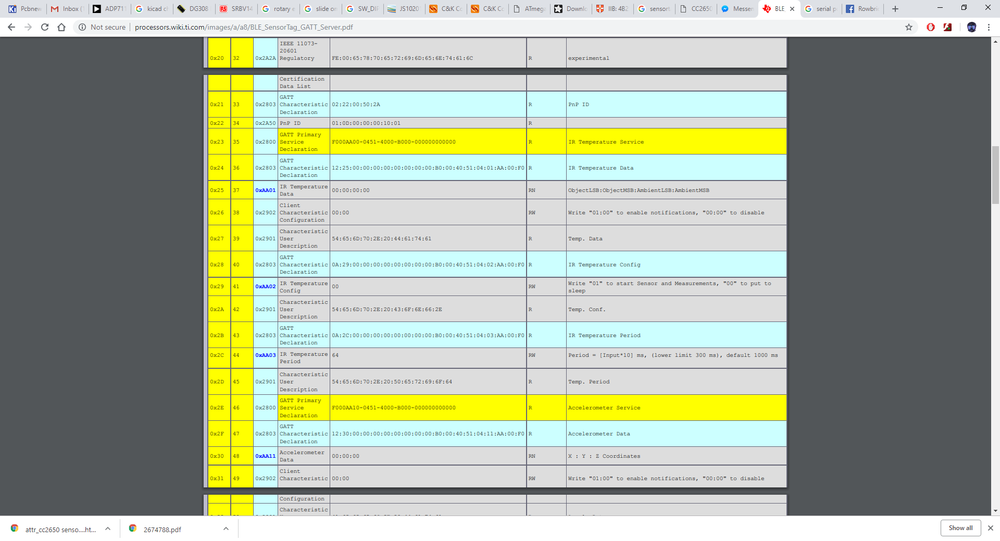 Pcbnew
Inbox (1
ADP711
kicad ch
DG308
SRBV14
rotary e
slide on
SW_DIP
JS1020
C&K Co
C&K Co
ATmega
Downlo
IIB: 4B2
sensort
CC2650
Messen
BLE
serial p
Rowbri
Not secure
processors.wiki.ti.com/images/a/a8/BLE_SensorTag_GATT_Server.pdf
0x20 32 0x2A2A IEEE 11073-
20601
Regulatory FE:00:65:78:70:65:72:69:6D:65:6E:74:61:6C R experimental
Certification
Data List
0x21 33 0x2803 GATT
Characteristic 02:22:00:50:2A R PnP ID
Declaration
0x22 34 0x2A50 PnP ID 01:0D:00:00:00:10:01 R
0x23 35 0x2800 GATT Primary
Service F000AA00-0451-4000-B000-000000000000 R IR Temperature Service
Declaration
0x24 36 0x2803 GATT
Characteristic 12:25:00:00:00:00:00:00:00:00:B0:00:40:51:04:01:AA:00:F0 R IR Temperature Data
Declaration
0x25 37 0xAA01 IR Temperature
Data 00:00:00:00 RN ObjectLSB:ObjectMSB:AmbientLSB:AmbientMSB
0x26 38 0x2902 Client
Characteristic 00:00 RW Write "01:00" to enable notifications, "00:00" to disable
Configuration
0x27 39 0x2901 Characteristic
User 54:65:6D:70:2E:20:44:61:74:61 R Temp. Data
Description
0x28 40 0x2803 GATT
Characteristic 0A:29:00:00:00:00:00:00:00:00:B0:00:40:51:04:02:AA:00:F0 R IR Temperature Config
Declaration
0x29 41 0xAA02 IR Temperature
Config 00 RW Write "01" to start Sensor and Measurements, "00" to put to
sleep
0x2A 42 0x2901 Characteristic
User 54:65:6D:70:2E:20:43:6F:6E:66:2E R Temp. Conf.
Description
0x2B 43 0x2803 GATT
Characteristic 0A:2C:00:00:00:00:00:00:00:00:B0:00:40:51:04:03:AA:00:F0 R IR Temperature Period
Declaration
0x2C 44 0xAA03 IR Temperature
Period 64 RW Period = [Input*10] ms, (lower limit 300 ms), default 1000 ms
0x2D 45 0x2901 Characteristic
User 54:65:6D:70:2E:20:50:65:72:69:6F:64 R Temp. Period
Description
0x2E 46 0x2800 GATT Primary
Service F000AA10-0451-4000-B000-000000000000 R Accelerometer Service
Declaration
0x2F 47 0x2803 GATT
Characteristic 12:30:00:00:00:00:00:00:00:00:B0:00:40:51:04:11:AA:00:F0 R Accelerometer Data
Declaration
0x30 48 0xAA11 Accelerometer
Data 00:00:00 RN X : Y : Z Coordinates
0x31 49 0x2902 Client
Characteristic 00:00 RW Write "01:00" to enable notifications, "00:00" to disable
Configuration
Characteristic
attr_cc2650 senso....ht...
2674788.pdf
Show all